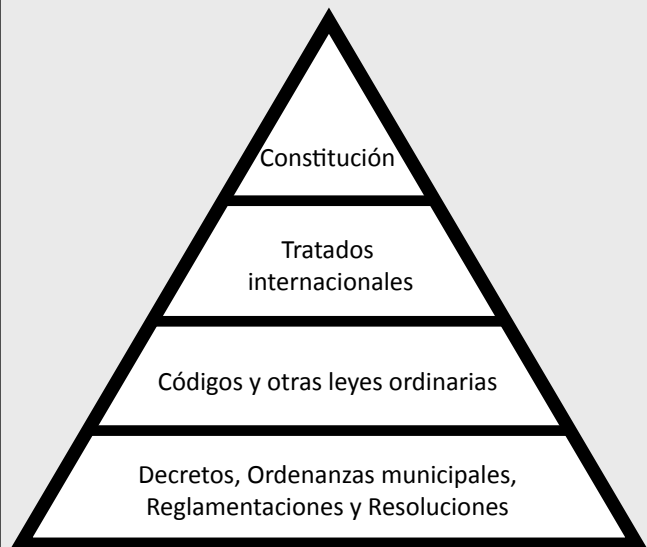 Constitución
Tratados
internacionales
Códigos y otras leyes ordinarias
Decretos, Ordenanzas municipales,
Reglamentaciones y Resoluciones